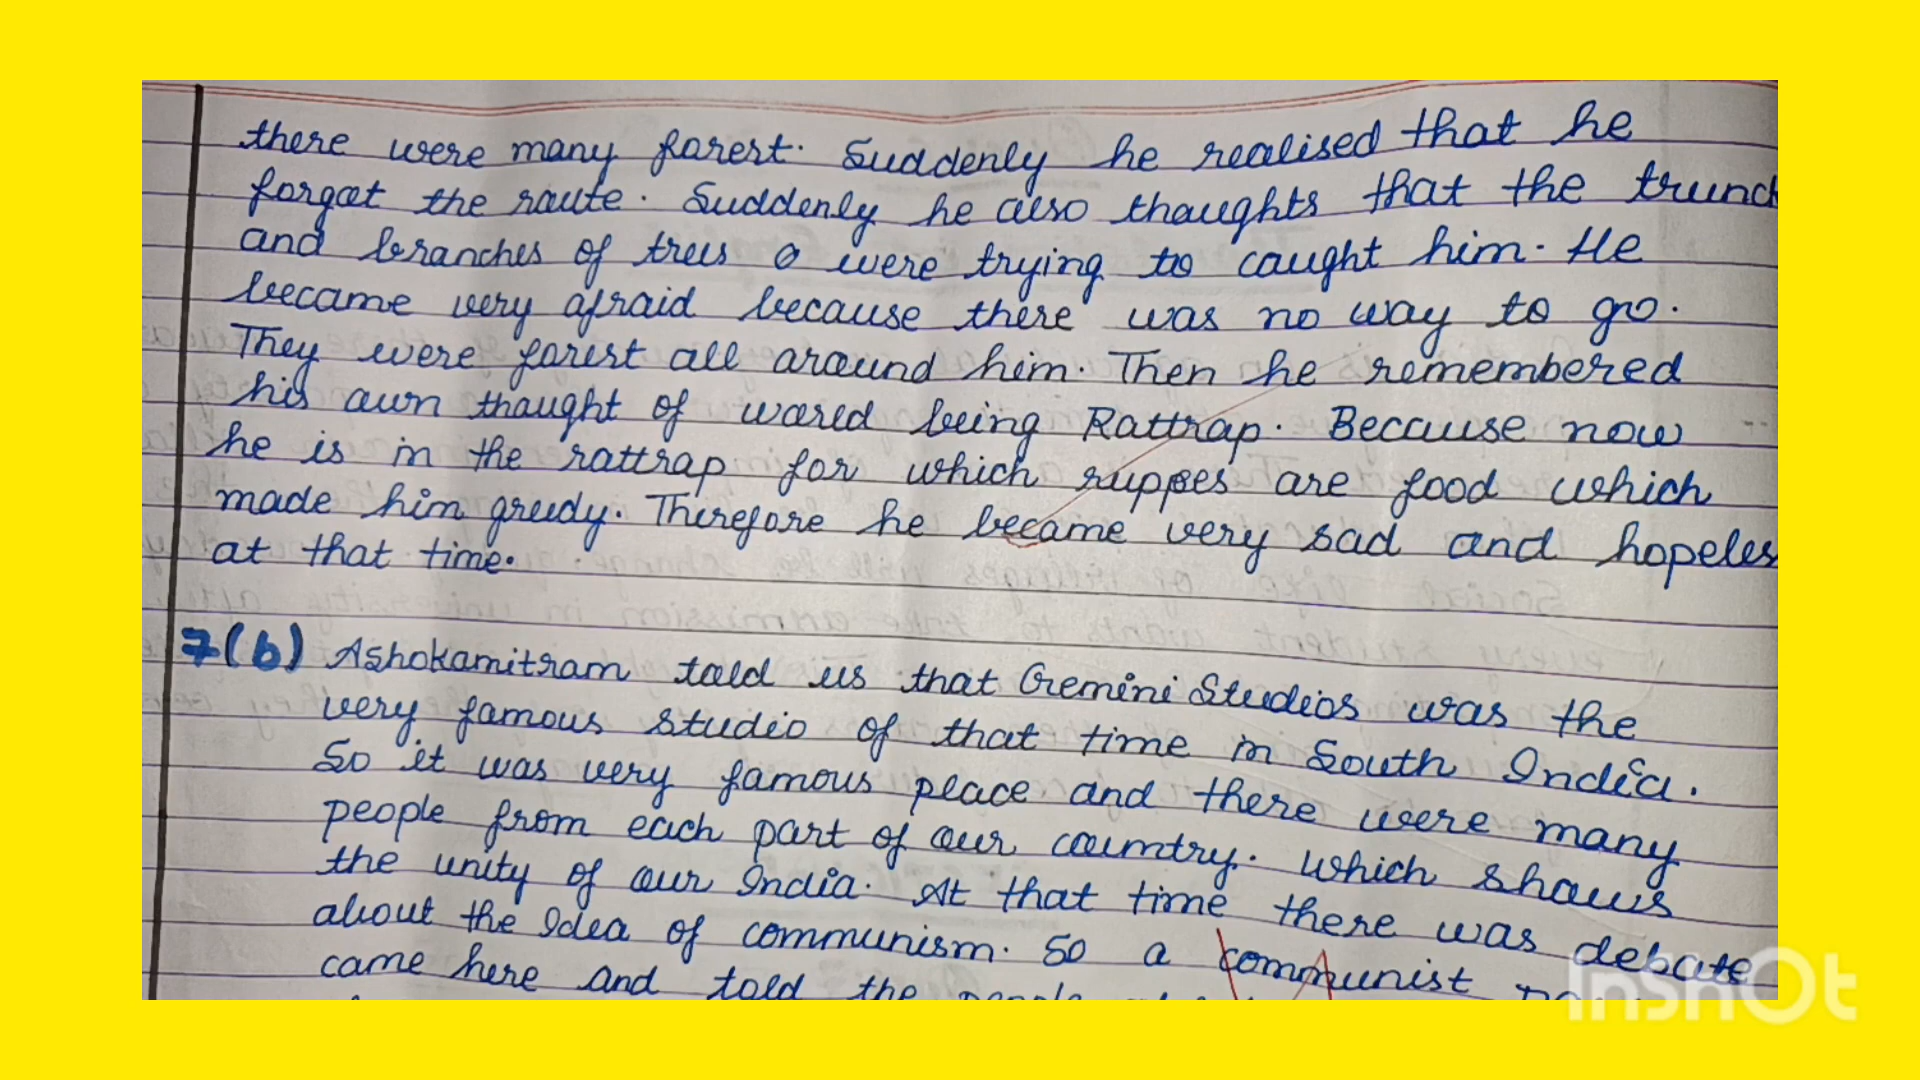 there were many forest. Suddenly he realised that he
forgot the route. Suddenly he also thoughts that the trunck
and branches of trees were trying to caught him. He
became very afraid because there was no way to go.
They were forest all around him. Then he remembered
his own thought of wored being Rattrap. Because now
he is in the rattrap for which ruppes are food which
made him greedy. Therefore he became very sad and hopeles
at that time.
7(b) Ashokamitram told us that Gemini Studios was the
very famous studio of that time in South India.
So it was very famous place and there were many
people from each part of our country. which shows
the unity of our India. At that time there was debate
about the Idea of communism. So a communist
came here and told the
InShOt